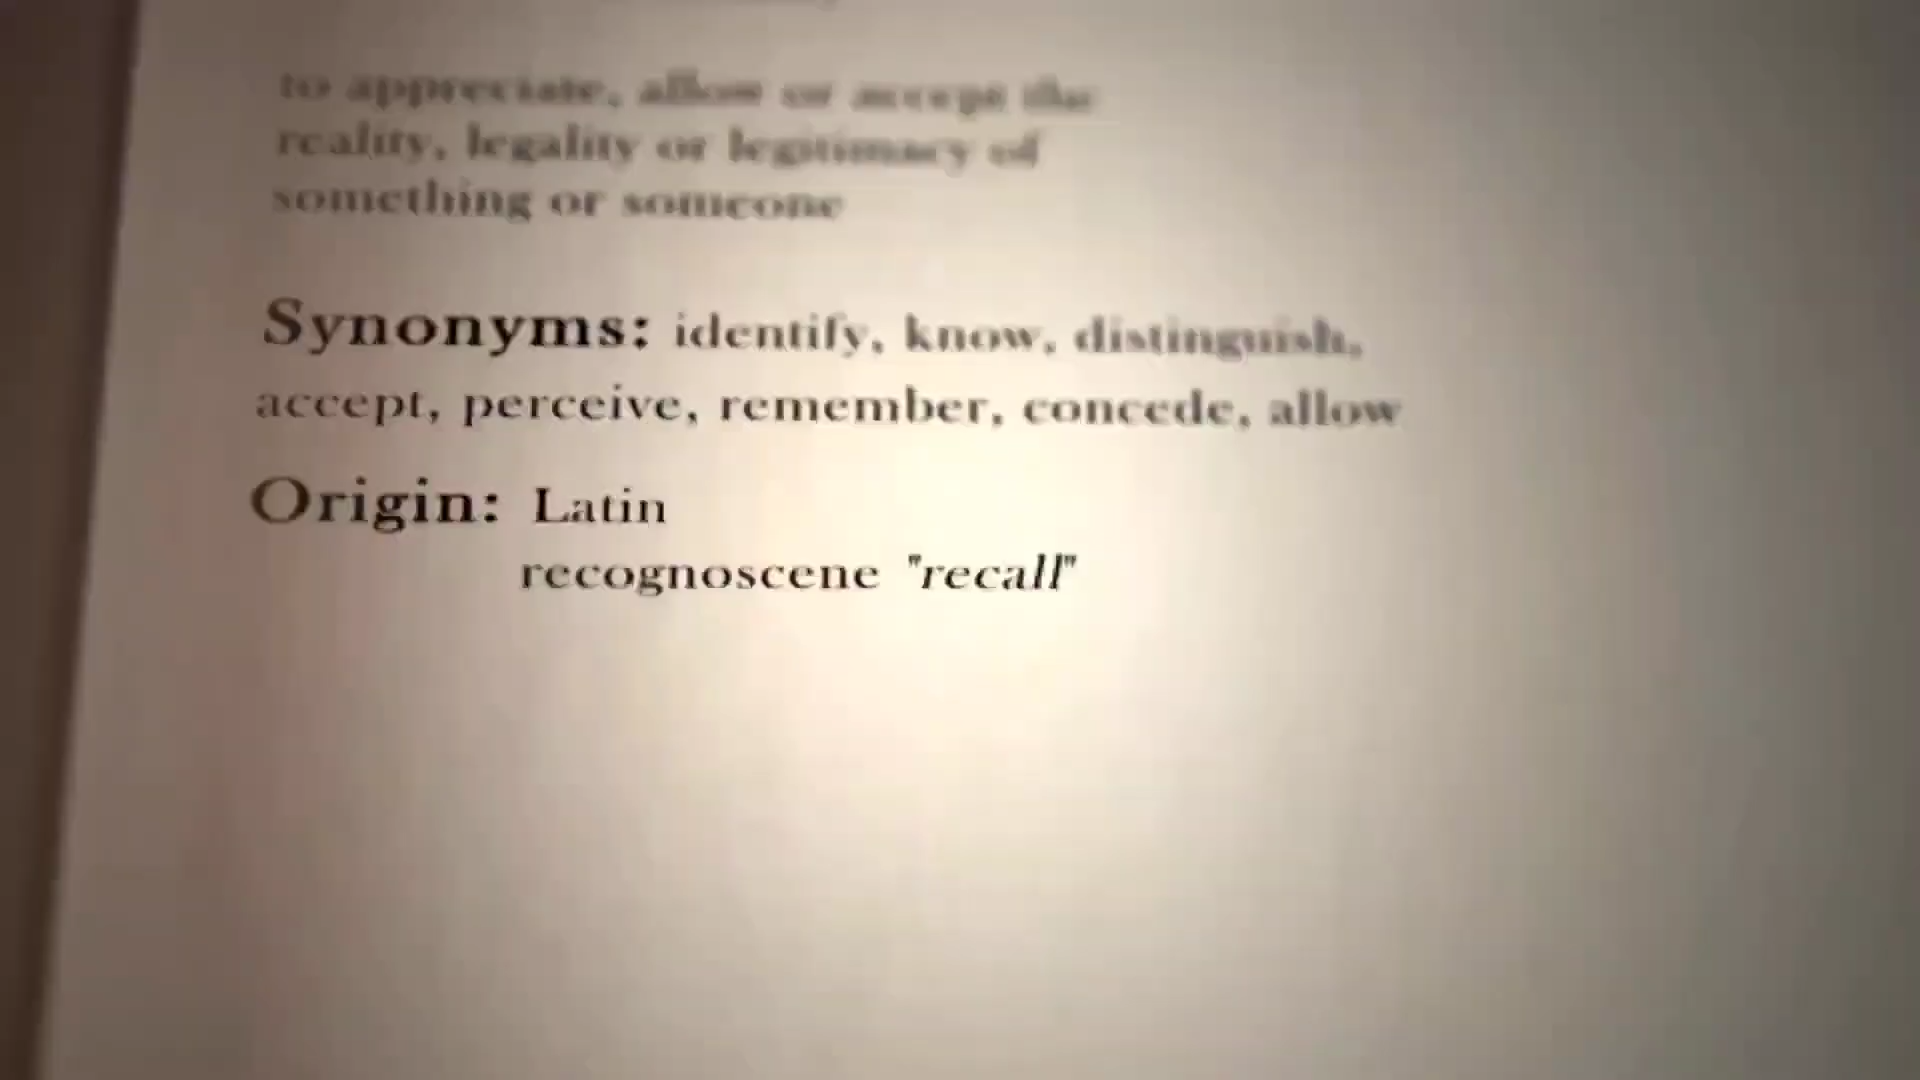 to appreciate, allow or accept the
reality, legality or legitimacy of
something or someone
Synonyms: identify, know, distinguish,
accept, perceive, remember, concede, allow
Origin: Latin
recognoscene "recall"